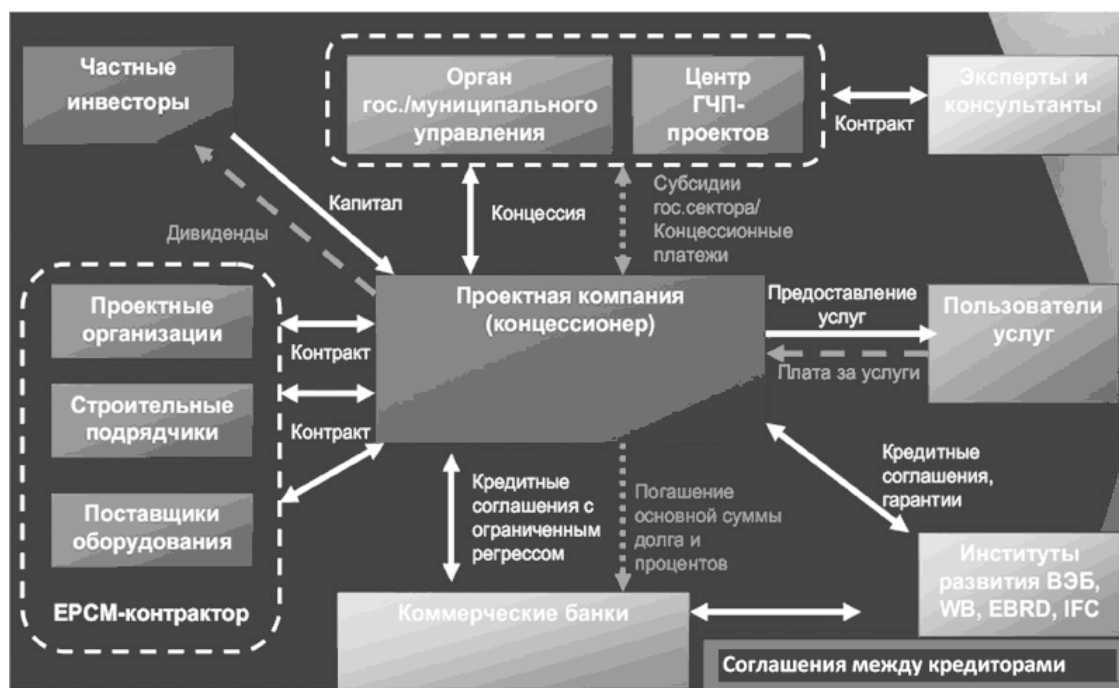 Частные
инвесторы
Орган
гос./муниципального
управления
Центр
ГЧП-
проектов
Эксперты и
консультанты
Контракт
Капитал
Дивиденды
Концессия
Субсидии
гос.сектора/
Концессионные
платежи
Проектные
организации
Строительные
подрядчики
Поставщики
оборудования
EPCM-контрактор
Контракт
Контракт
Проектная компания
(концессионер)
Предоставление
услуг
Плата за услуги
Пользователи
услуг
Кредитные
соглашения с
ограниченным
регрессом
Погашение
основной суммы
долга и
процентов
Кредитные
соглашения,
гарантии
Коммерческие банки
Институты
развития ВЭБ,
WB, EBRD, IFC
Соглашения между кредиторами